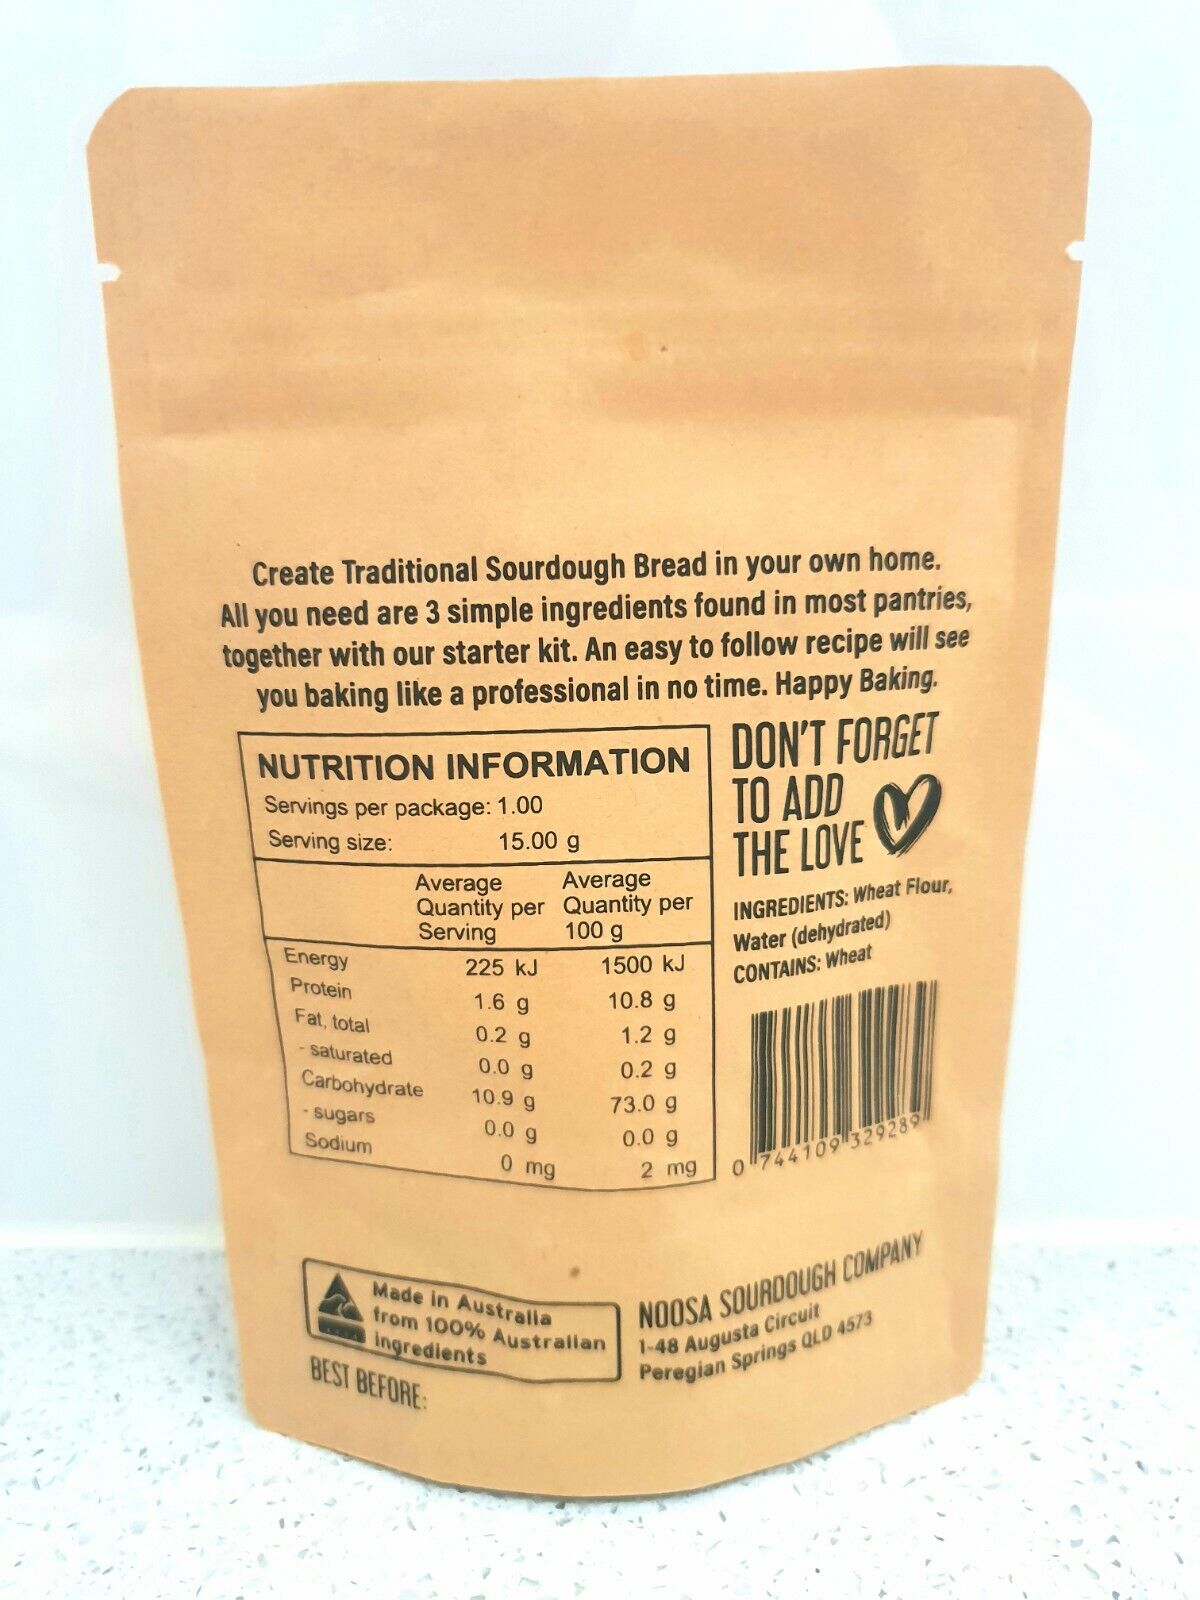 Create Traditional Sourdough Bread in your own home.
All you need are 3 simple ingredients found in most pantries,
together with our starter kit. An easy to follow recipe will see
you baking like a professional in no time. Happy Baking.
NUTRITION INFORMATION
Servings per package: 1.00
Serving size: 15.00 g
Average Quantity per Serving
Average Quantity per 100 g
Energy 225 kJ 1500 kJ
Protein 1.6 g 10.8 g
Fat, total 0.2 g 1.2 g
- saturated 0.0 g 0.2 g
Carbohydrate 10.9 g 73.0 g
- sugars 0.0 g 0.0 g
Sodium 0 mg 2 mg
DON'T FORGET
TO ADD
THE LOVE
INGREDIENTS: Wheat Flour,
Water (dehydrated)
CONTAINS: Wheat
0 744109 329289
Made in Australia
from 100% Australian
ingredients
BEST BEFORE:
NOOSA SOURDOUGH COMPANY
1-48 Augusta Circuit
Peregian Springs QLD 4573